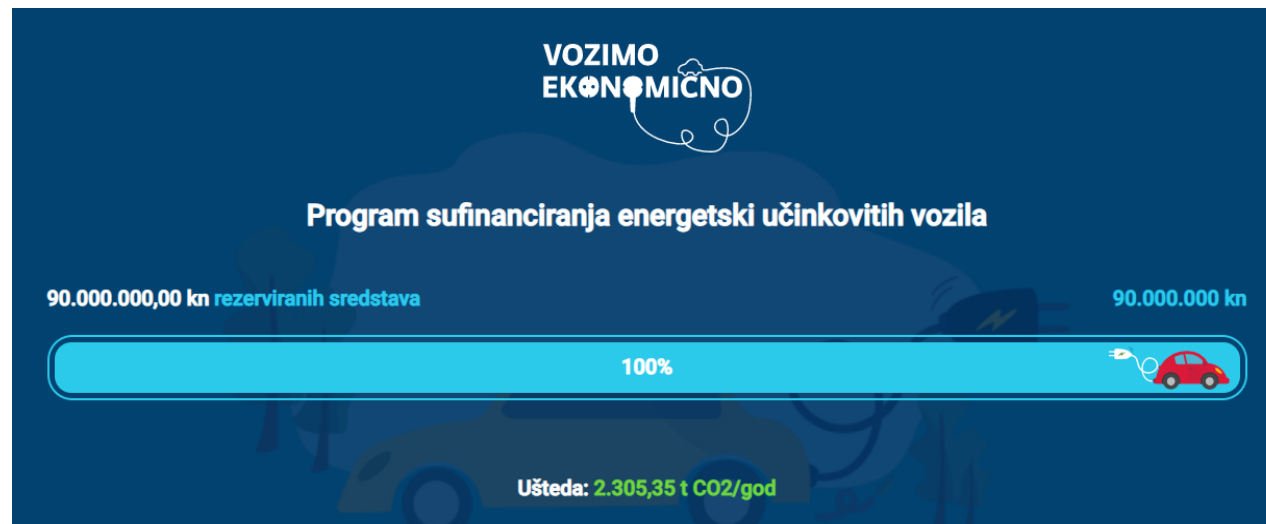 VOZIMO
EKONOMIČNO
Program sufinanciranja energetski učinkovitih vozila
90.000.000,00 kn rezerviranih sredstava
90.000.000 kn
100%
Ušteda: 2.305,35 t CO2/god